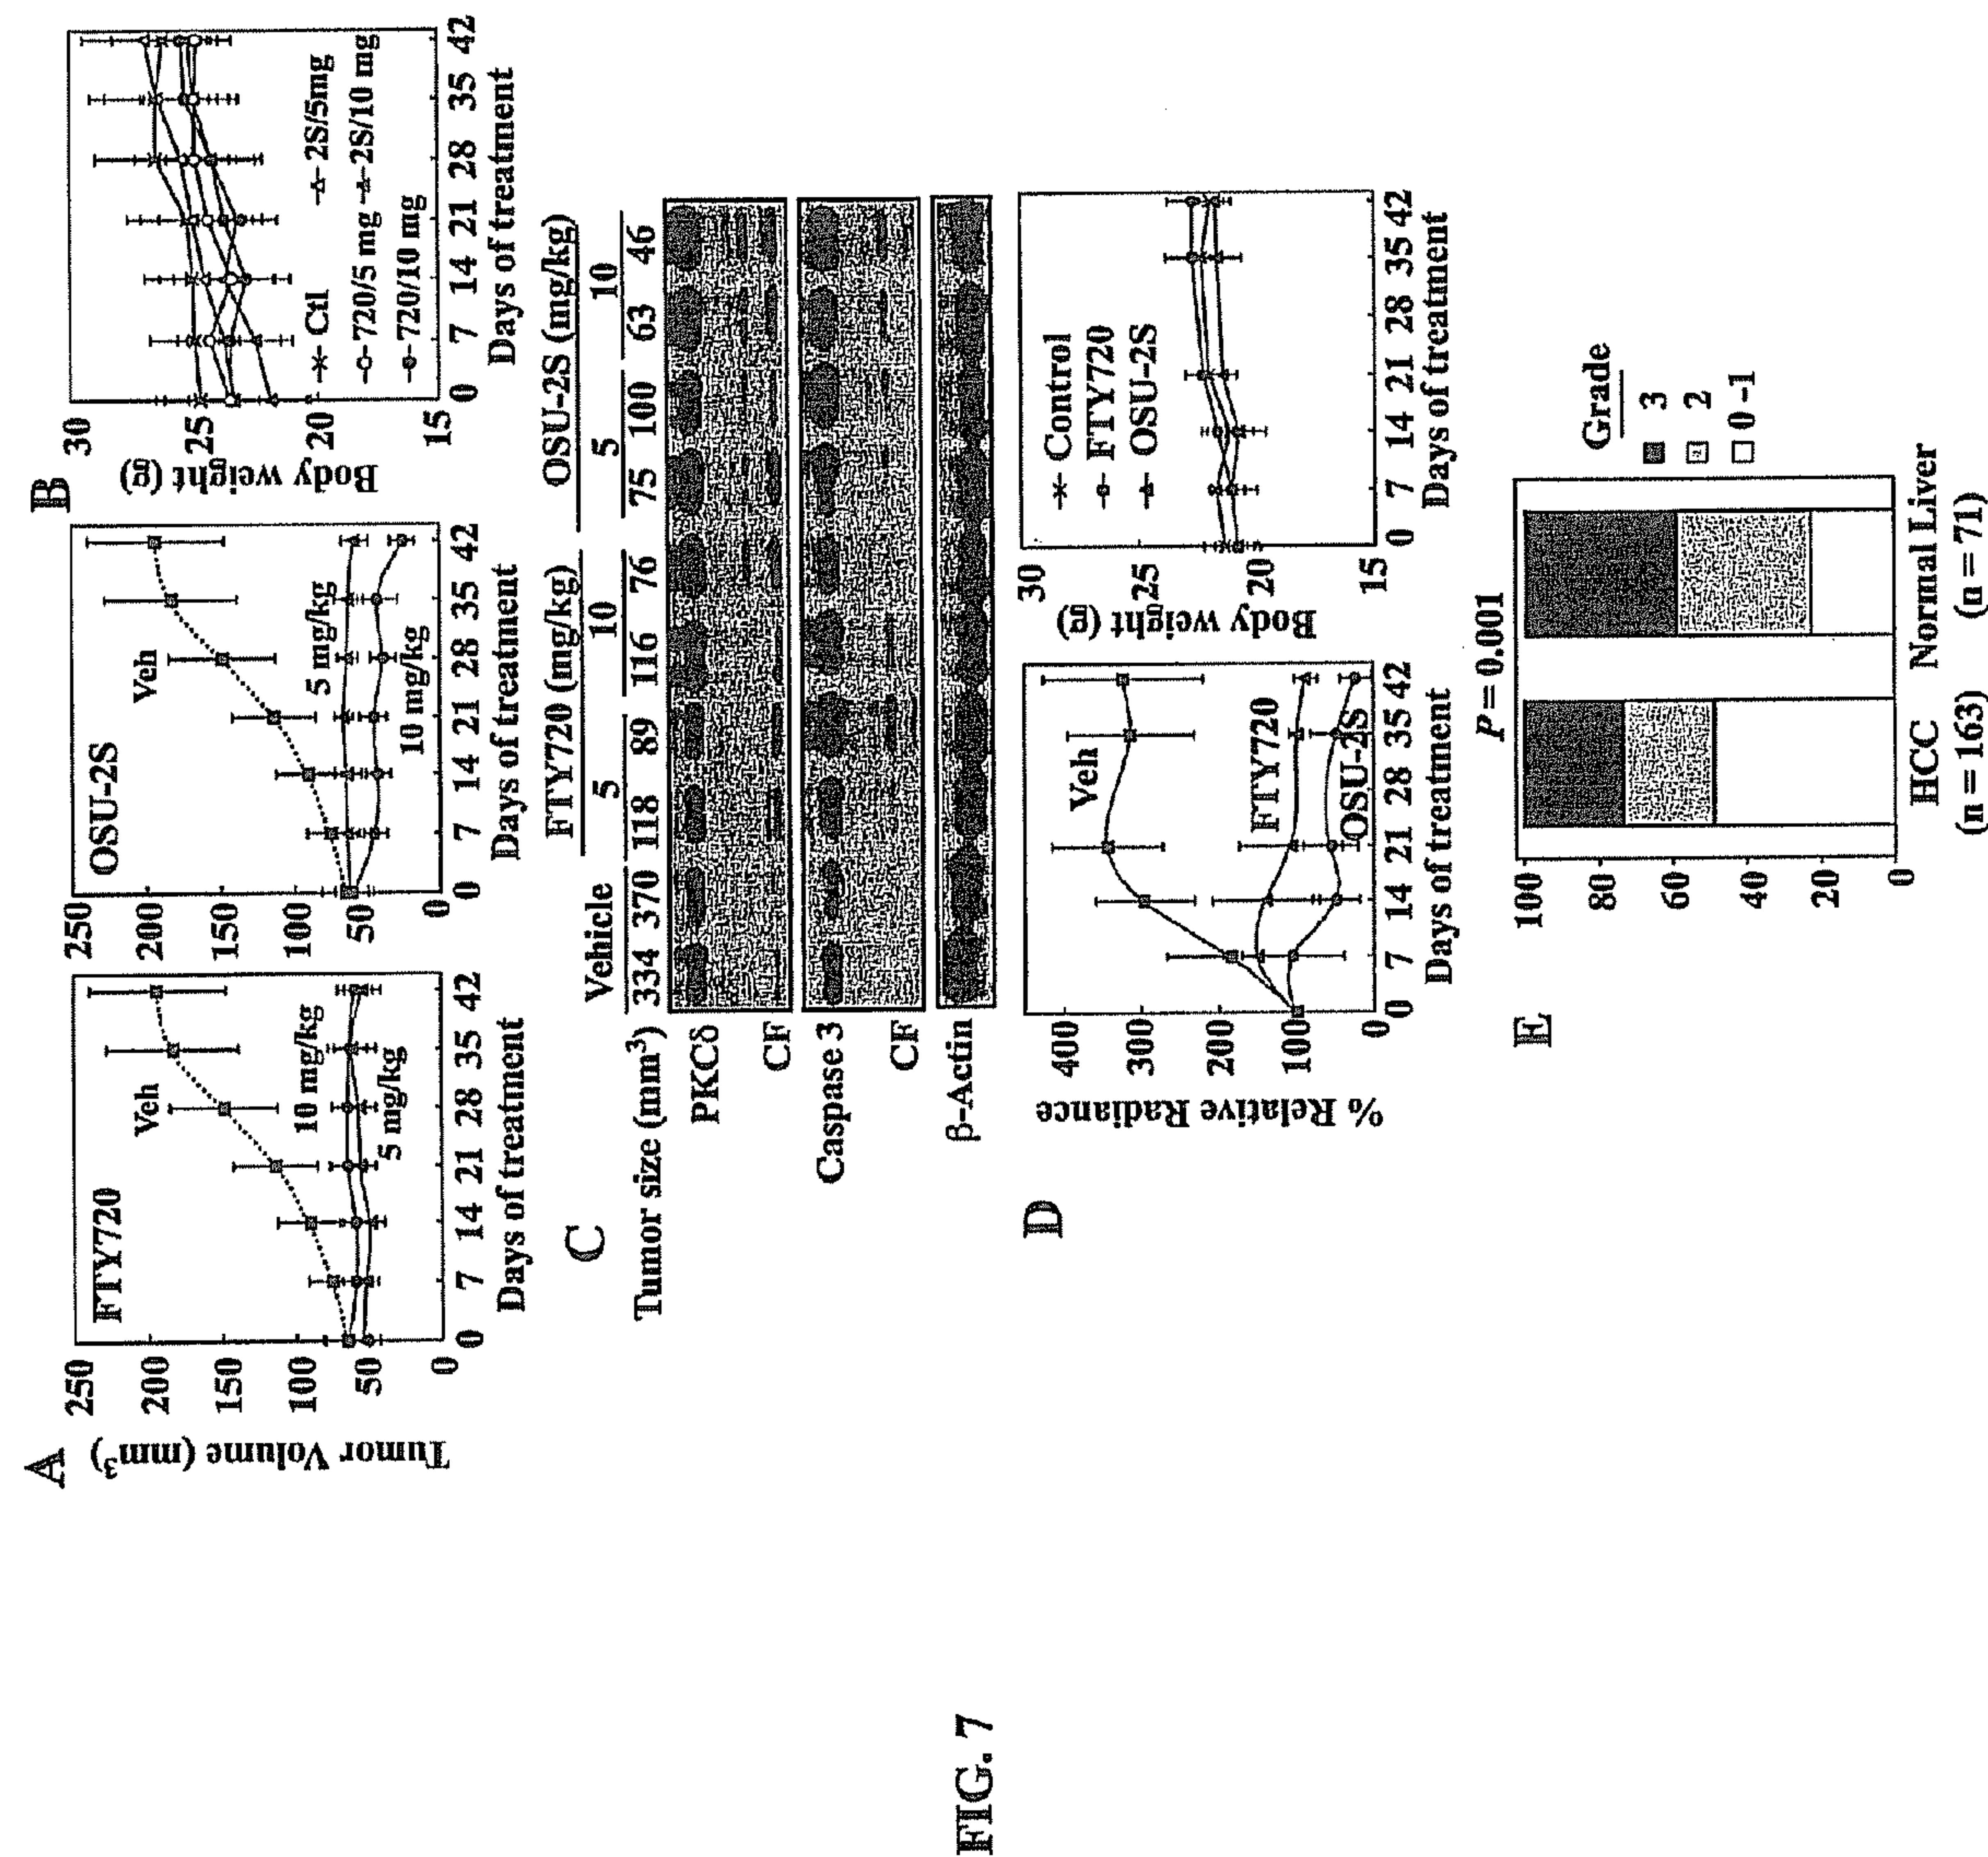 A
Tumor Volume (mm³)
250
200
150
100
50
0
FTY720
Veh
10 mg/kg
5 mg/kg
0 7 14 21 28 35 42
Days of treatment
250
200
150
100
50
0
OSU-2S
Veh
5 mg/kg
10 mg/kg
0 7 14 21 28 35 42
Days of treatment
B
Body weight (g)
30
25
20
15
Ctl
2S/5mg
720/5 mg
2S/10 mg
720/10 mg
0 7 14 21 28 35 42
Days of treatment
C
Vehicle
FTY720 (mg/kg)
OSU-2S (mg/kg)
5 10 5 10
Tumor size (mm³) 334 370 118 89 116 76 75 100 63 46
PKCδ
CF
Caspase 3
CF
β-Actin
D
% Relative Radiance
400
300
200
100
0
Veh
FTY720
OSU-2S
0 7 14 21 28 35 42
Days of treatment
Body weight (g)
30
25
20
15
Control
FTY720
OSU-2S
0 7 14 21 28 35 42
Days of treatment
E
P = 0.001
100
80
60
40
20
0
HCC
(n = 163)
Normal Liver
(n = 71)
Grade
3
2
0 -1
FIG. 7